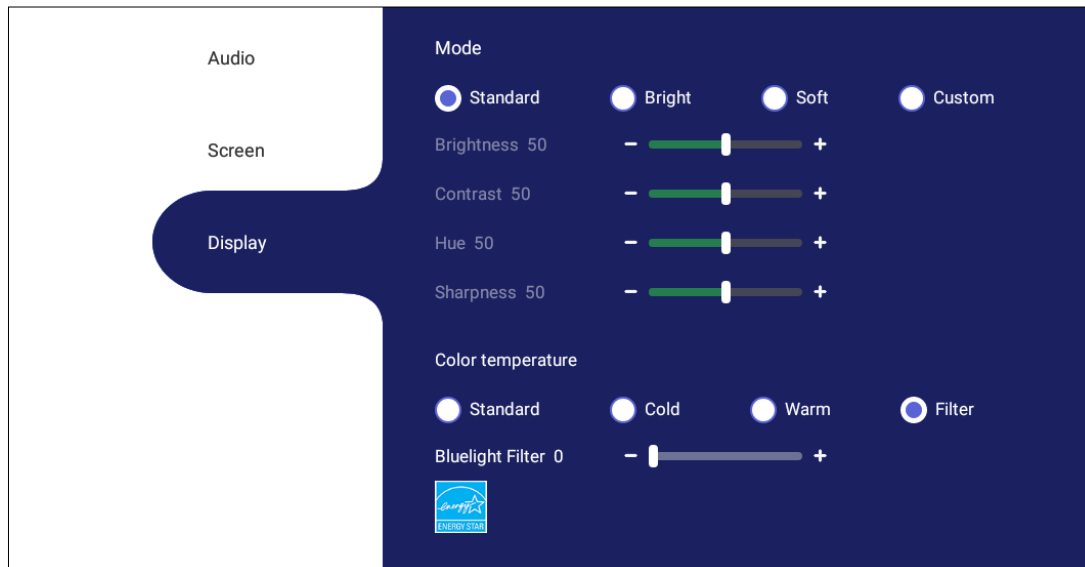 Audio
Screen
Display
Mode
Standard Bright Soft Custom
Brightness 50 - +
Contrast 50 - +
Hue 50 - +
Sharpness 50 - +
Color temperature
Standard Cold Warm Filter
Bluelight Filter 0 - +
energy
ENERGY STAR